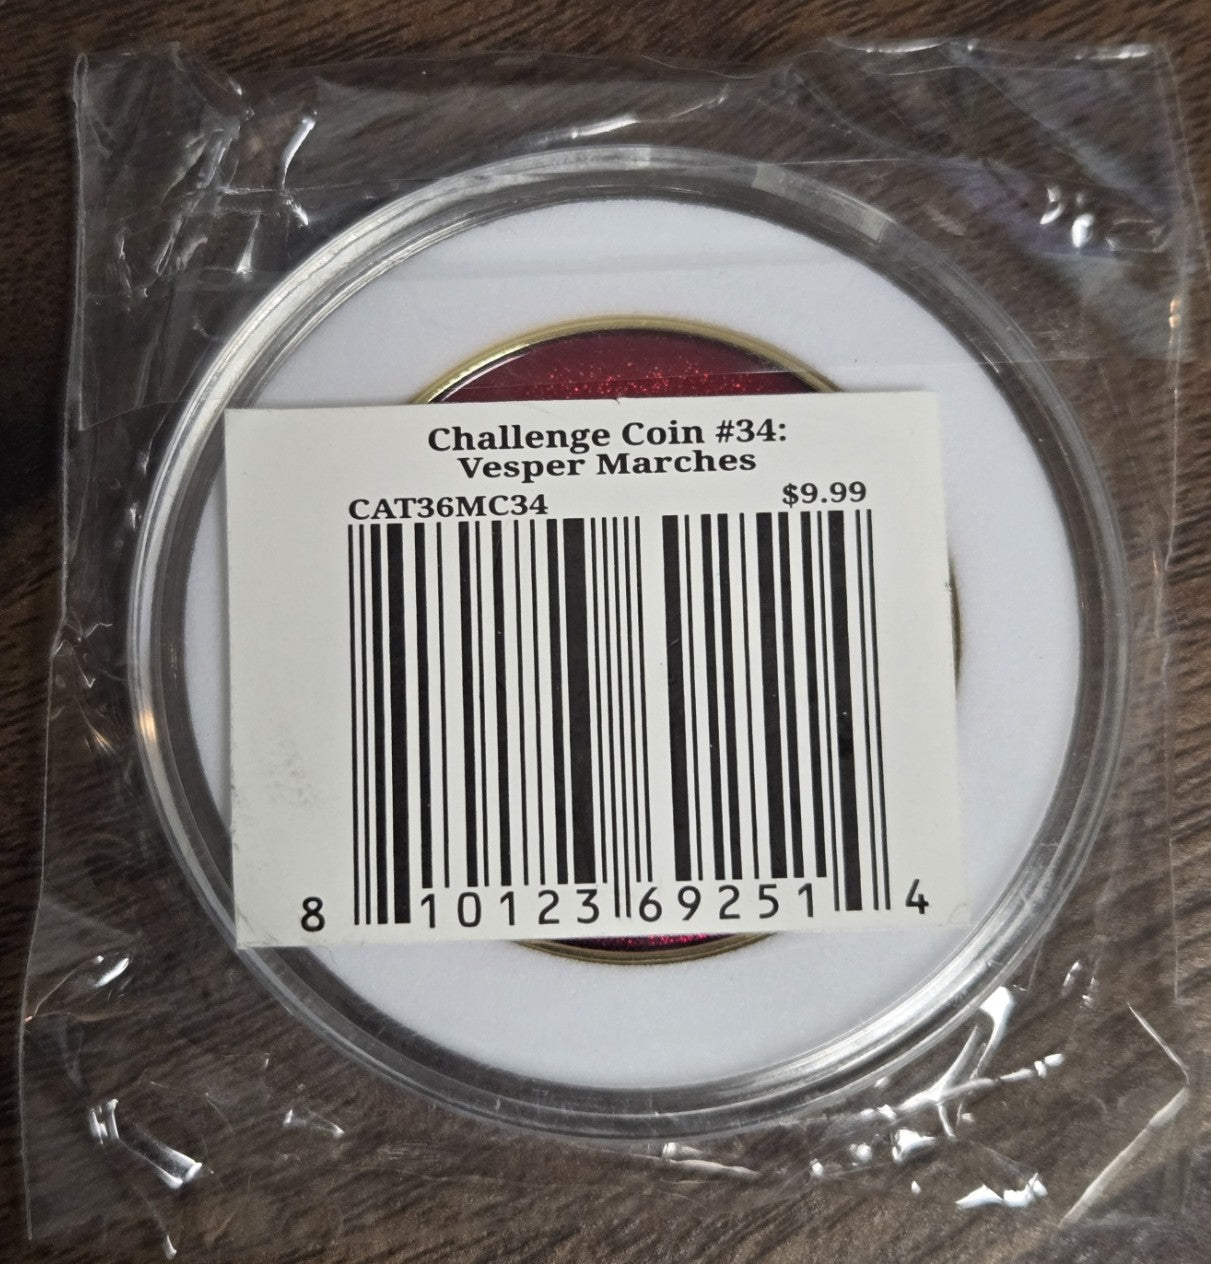 Challenge Coin #34:
Vesper Marches
CAT36MC34 $9.99
8 10123 69251 4